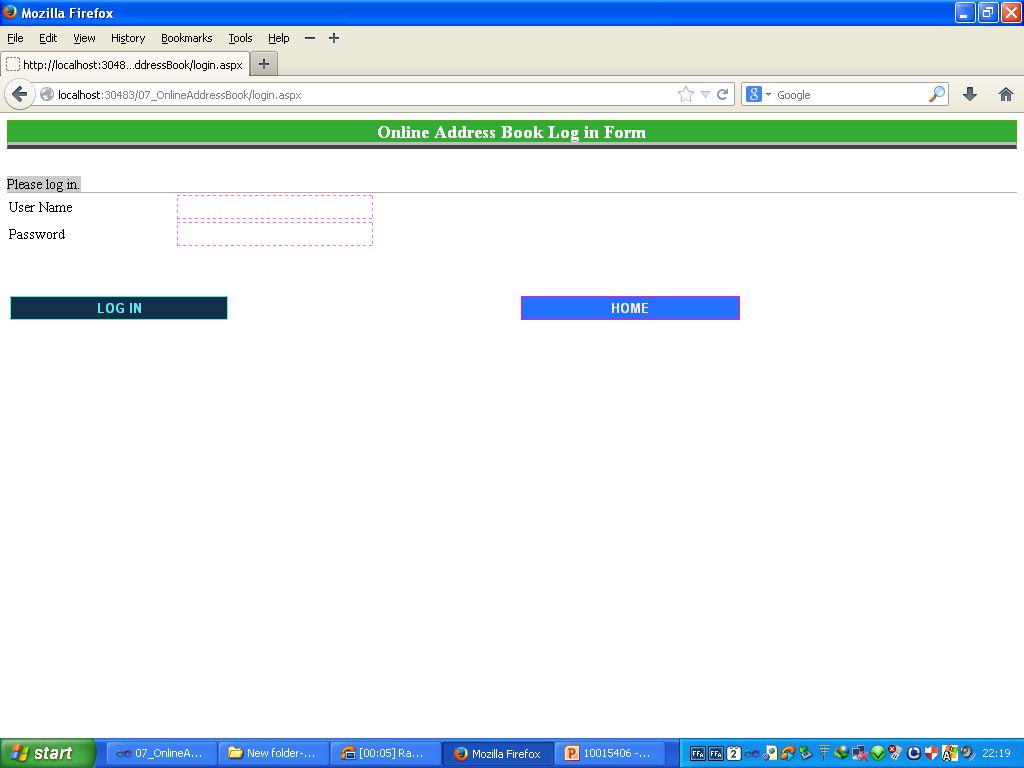 Mozilla Firefox
File Edit View History Bookmarks Tools Help
http://localhost:3048...ddressBook/login.aspx
localhost:30483/07_OnlineAddressBook/login.aspx
8 Google
Online Address Book Log in Form
Please log in.
User Name
Password
LOG IN HOME
start 07_OnlineA... New folder-... [00:05] Ra... Mozilla Firefox 10015406 -... 2 22:19